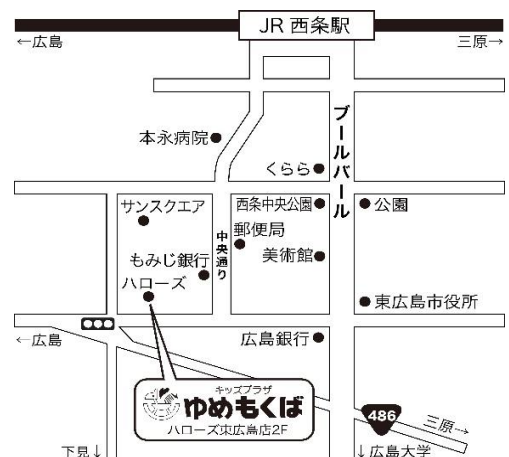 JR 西条駅
←広島
三原→
本永病院
ブールバール
くらら
サンスクエア
西条中央公園
公園
中央通り
郵便局
もみじ銀行
美術館
ハローズ
東広島市役所
←広島
広島銀行
キッズプラザ
ゆめもくば
ハローズ東広島店2F
486
三原→
下見↓
↓広島大学